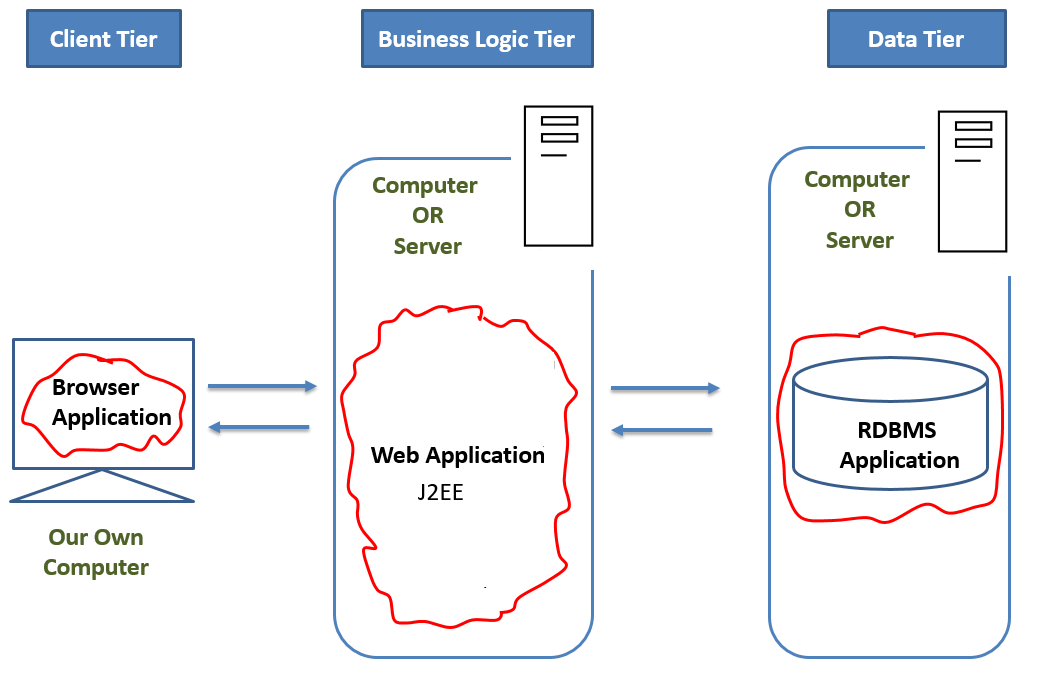 Client Tier
Business Logic Tier
Data Tier
Computer
OR
Server
Computer
OR
Server
Browser
Application
Our Own
Computer
Web Application
J2EE
RDBMS
Application